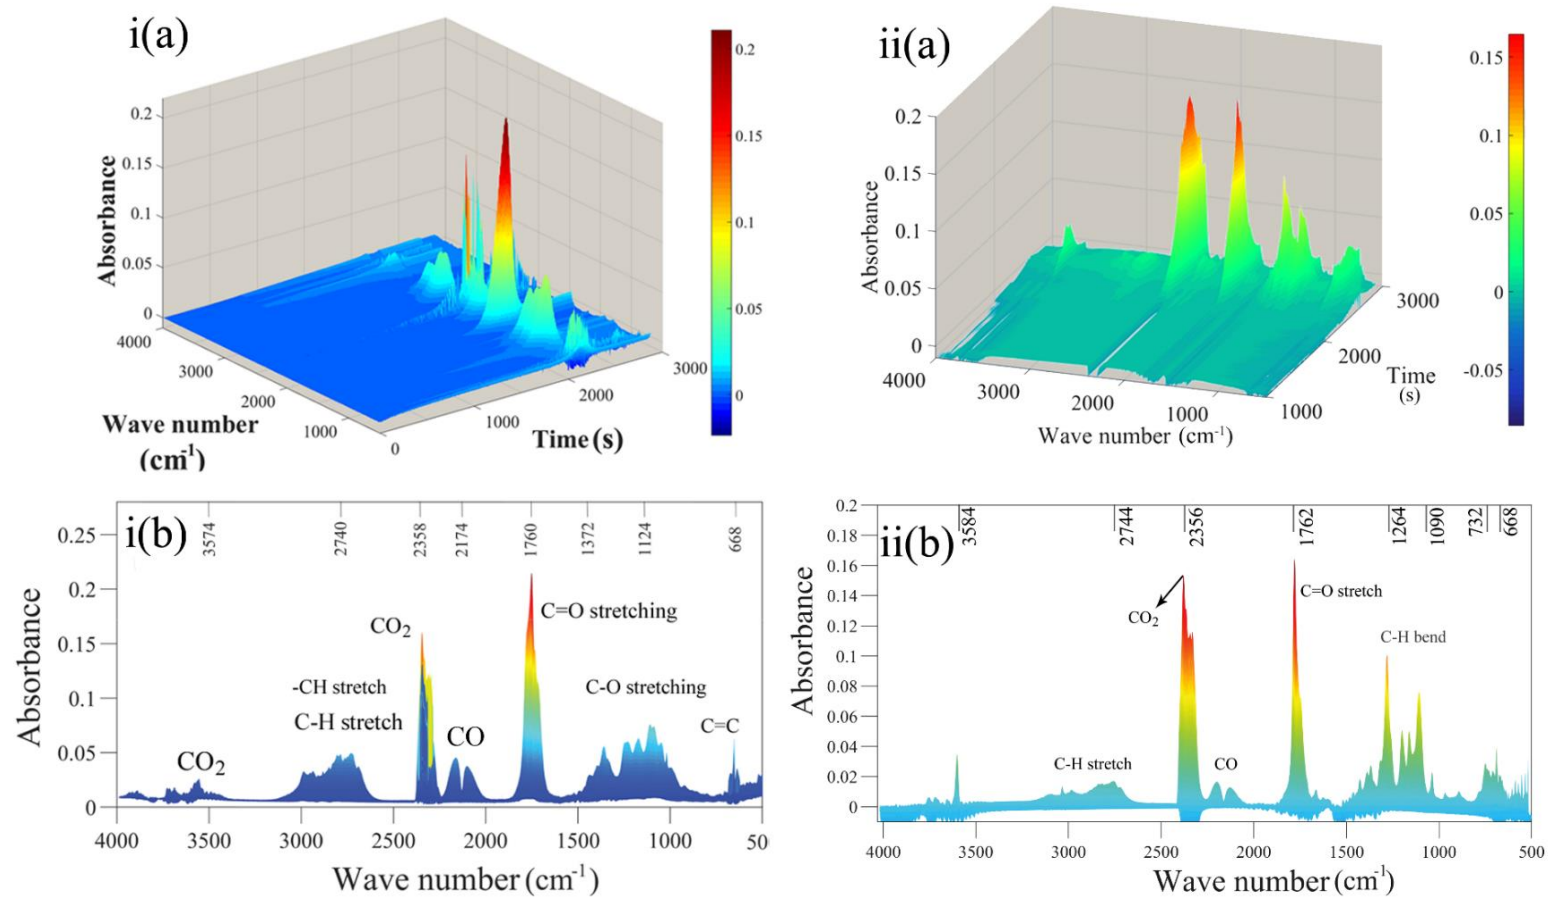 i(a)
0.2
0.15
0.1
0.05
0
Absorbance
4000
3000
2000
1000
Wave number
(cm-1)
0
1000
2000
3000
Time (s)
0.2
0.15
0.1
0.05
0
ii(a)
0.2
0.15
0.1
0.05
0
Absorbance
4000
3000
2000
1000
Wave number (cm-1)
1000
2000
3000
Time
(s)
0.15
0.1
0.05
0
-0.05
i(b)
3574
2740
2358
2174
1760
1372
1124
668
0.25
0.2
0.15
0.1
0.05
0
Absorbance
CO2
-CH stretch
C-H stretch
CO2
CO
C=O stretching
C-O stretching
C=C
4000
3500
3000
2500
2000
1500
1000
50
Wave number (cm-1)
ii(b)
3584
2744
2356
1762
1264
1090
732
668
0.2
0.18
0.16
0.14
0.12
0.1
0.08
0.06
0.04
0.02
0
Absorbance
CO2
C=O stretch
C-H bend
C-H stretch
CO
4000
3500
3000
2500
2000
1500
1000
500
Wave number (cm-1)